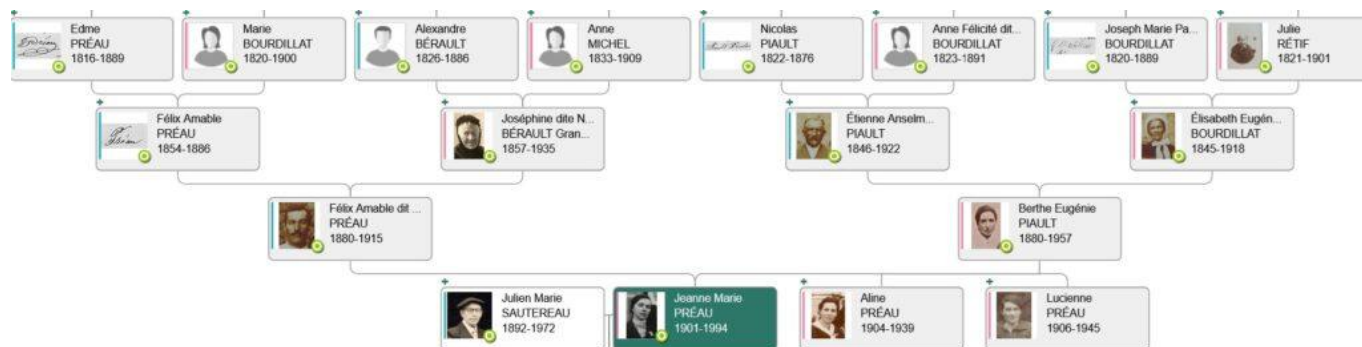 Edme
PRÉAU
1816-1889
Marie
BOURDILLAT
1820-1900
Alexandre
BÉRAULT
1826-1886
Anne
MICHEL
1833-1909
Nicolas
PIAULT
1822-1876
Anne Félicité dit...
BOURDILLAT
1823-1891
Joseph Marie Pa...
BOURDILLAT
1820-1889
Julie
RÉTIF
1821-1901
Félix Amable
PRÉAU
1854-1886
Joséphine dite N...
BÉRAULT Gran...
1857-1935
Étienne Anselm...
PIAULT
1846-1922
Élisabeth Eugén...
BOURDILLAT
1845-1918
Félix Amable dit ...
PRÉAU
1880-1915
Berthe Eugénie
PIAULT
1880-1957
Julien Marie
SAUTEREAU
1892-1972
Jeanne Marie
PRÉAU
1901-1994
Aline
PRÉAU
1904-1939
Lucienne
PRÉAU
1906-1945